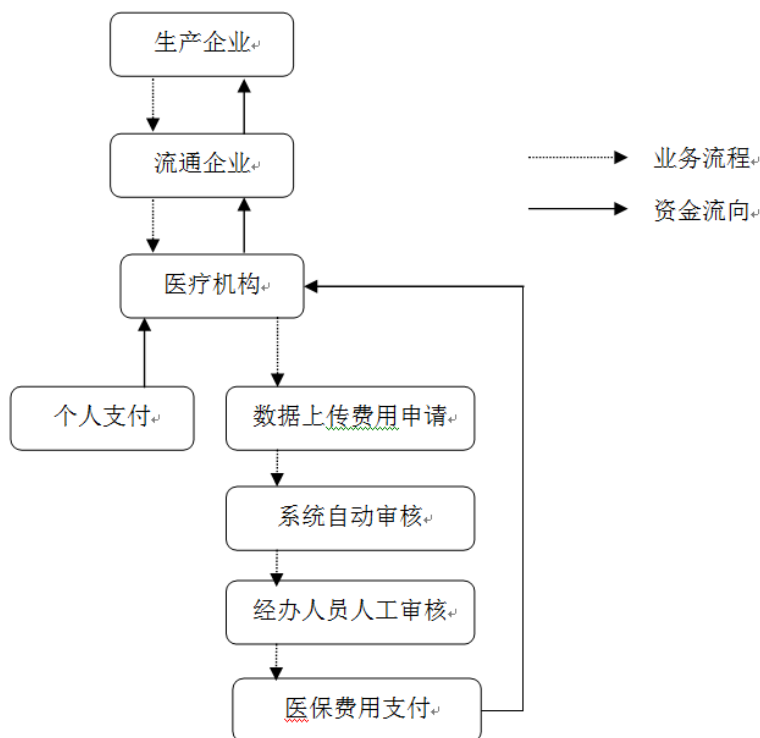 生产企业
流通企业
业务流程
资金流向
医疗机构
个人支付
数据上传费用申请
系统自动审核
经办人员人工审核
医保费用支付